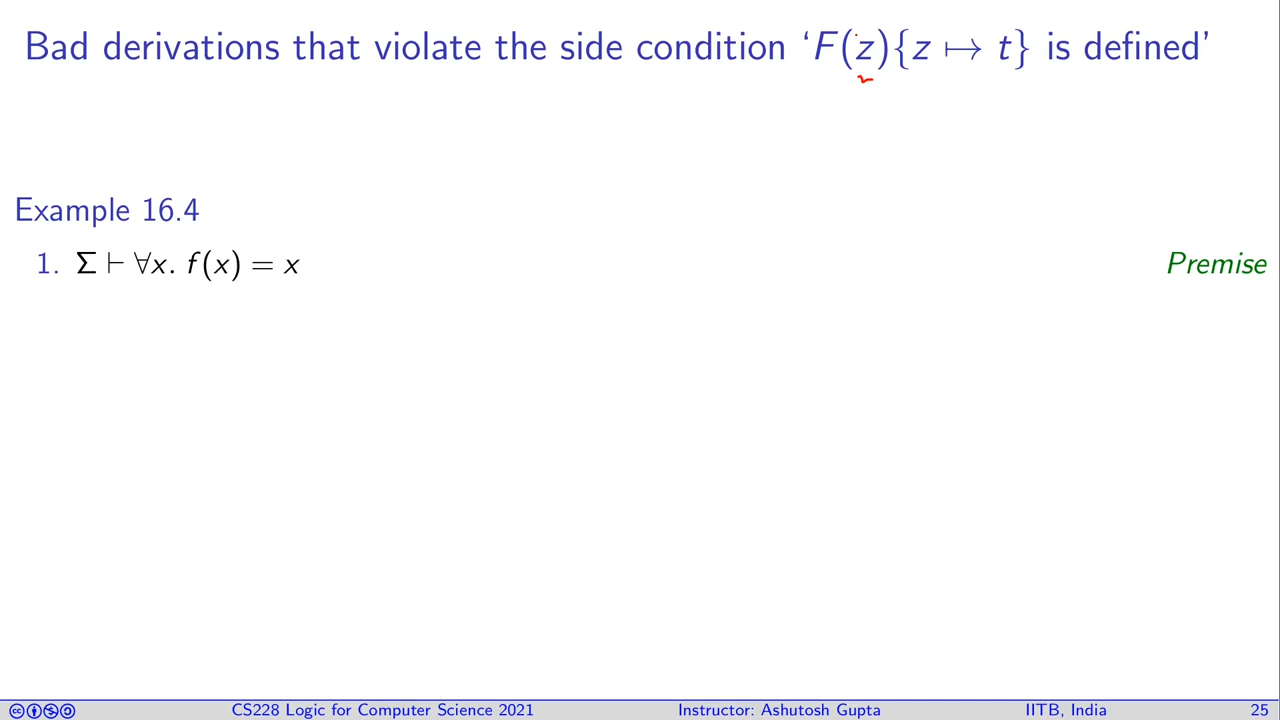 Bad derivations that violate the side condition ‘F(z){z ↦ t} is defined’
Example 16.4
1. Σ ⊢ ∀x. f(x) = x Premise
CS228 Logic for Computer Science 2021 Instructor: Ashutosh Gupta IITB, India 25